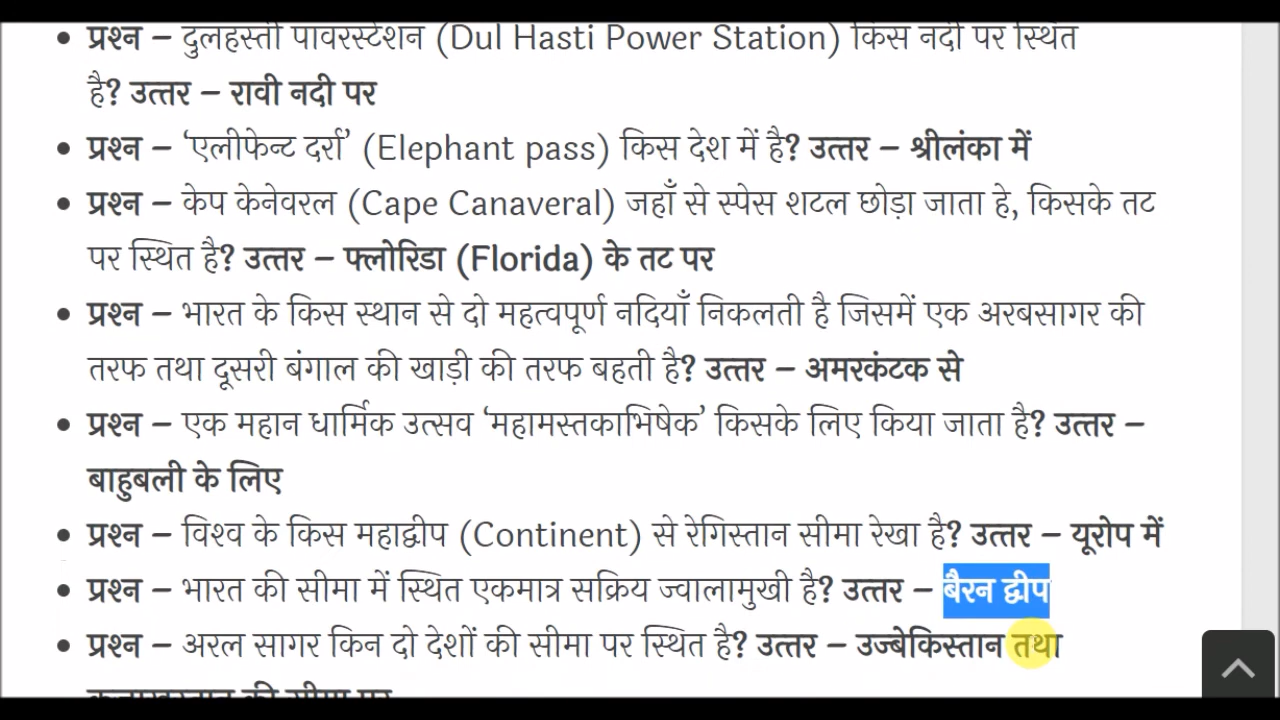 • प्रश्न – दुलहस्ती पावरस्टेशन (Dul Hasti Power Station) किस नदी पर स्थित
है? उत्तर – रावी नदी पर
• प्रश्न – ‘एलीफेन्ट दर्रा’ (Elephant pass) किस देश में है? उत्तर – श्रीलंका में
• प्रश्न – केप केनेवरल (Cape Canaveral) जहाँ से स्पेस शटल छोड़ा जाता हे, किसके तट
पर स्थित है? उत्तर – फ्लोरिडा (Florida) के तट पर
• प्रश्न – भारत के किस स्थान से दो महत्वपूर्ण नदियाँ निकलती है जिसमें एक अरबसागर की
तरफ तथा दूसरी बंगाल की खाड़ी की तरफ बहती है? उत्तर – अमरकंटक से
• प्रश्न – एक महान धार्मिक उत्सव ‘महामस्तकाभिषेक’ किसके लिए किया जाता है? उत्तर –
बाहुबली के लिए
• प्रश्न – विश्व के किस महाद्वीप (Continent) से रेगिस्तान सीमा रेखा है? उत्तर – यूरोप में
• प्रश्न – भारत की सीमा में स्थित एकमात्र सक्रिय ज्वालामुखी है? उत्तर – बैरन द्वीप
• प्रश्न – अरल सागर किन दो देशों की सीमा पर स्थित है? उत्तर – उज्बेकिस्तान तथा
की सीमा पर